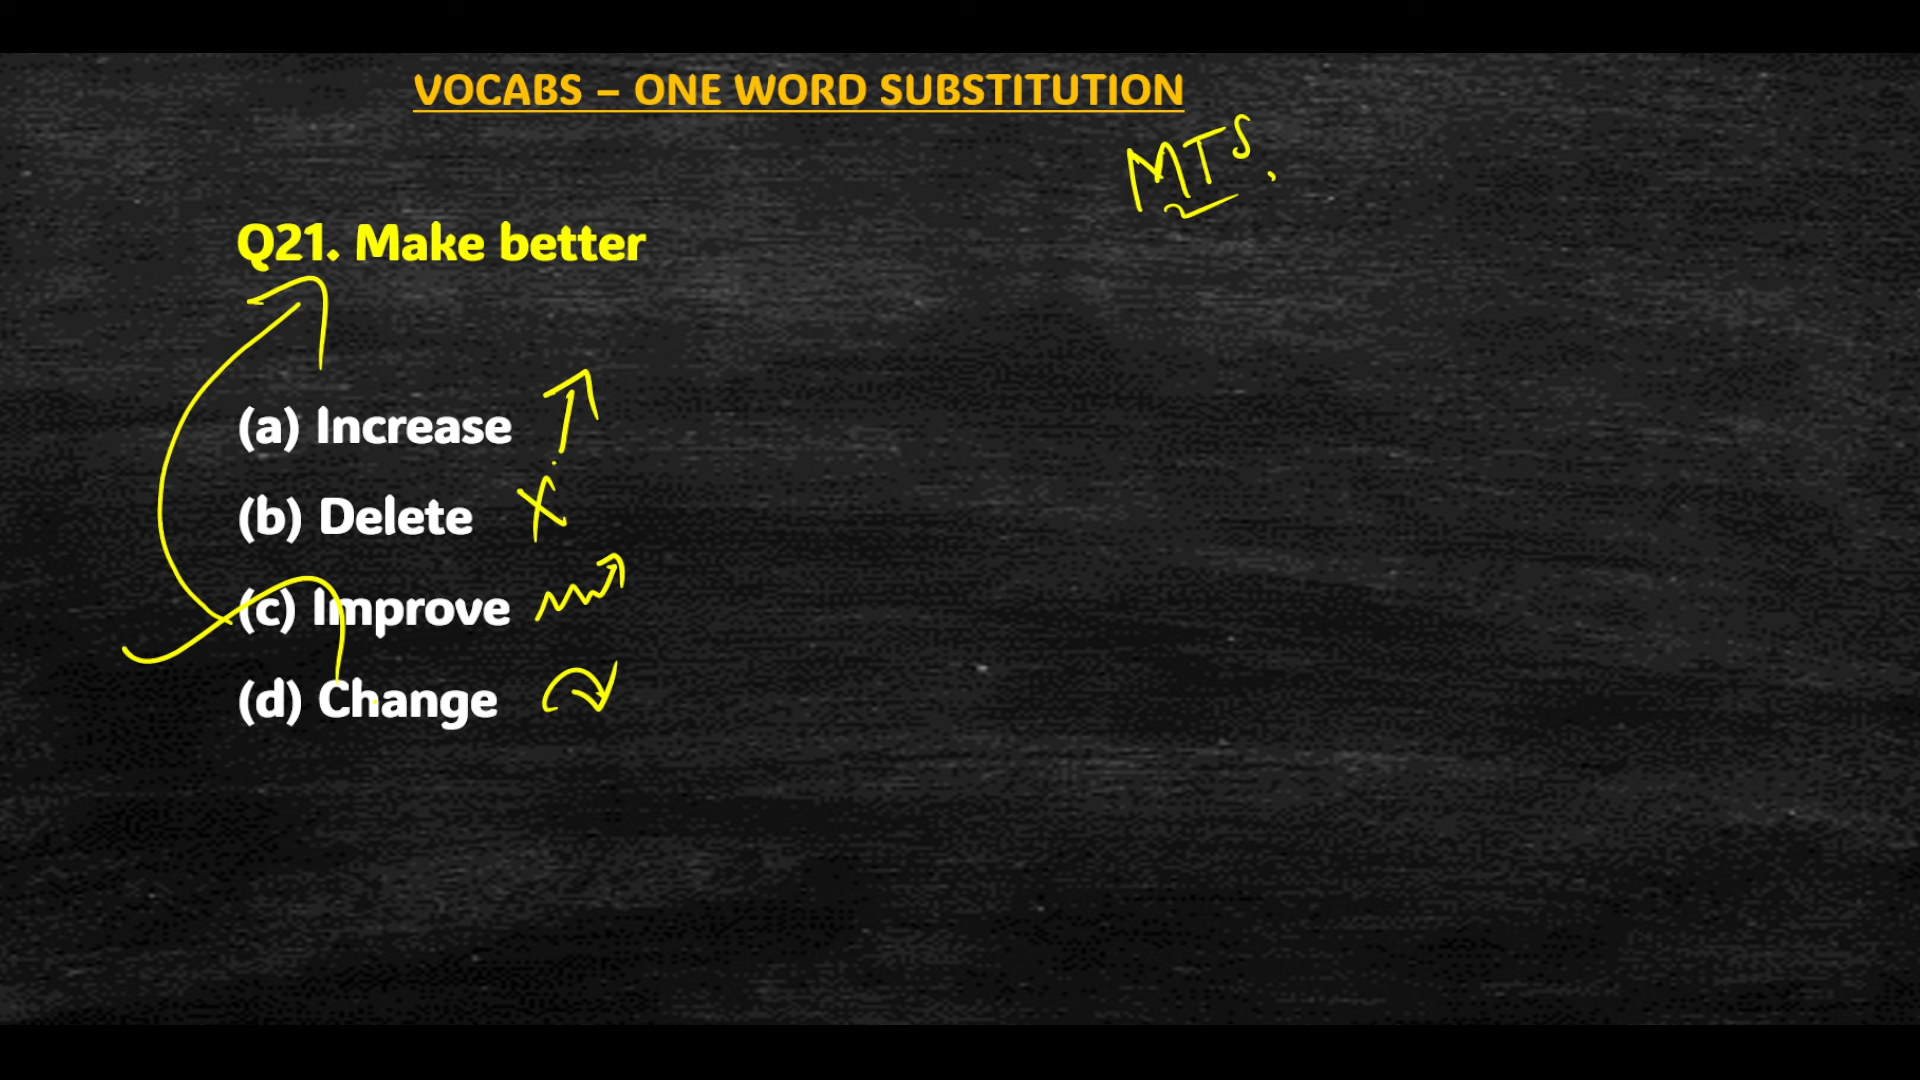 VOCABS – ONE WORD SUBSTITUTION
MTS.
Q21. Make better
(a) Increase
(b) Delete
(c) Improve
(d) Change